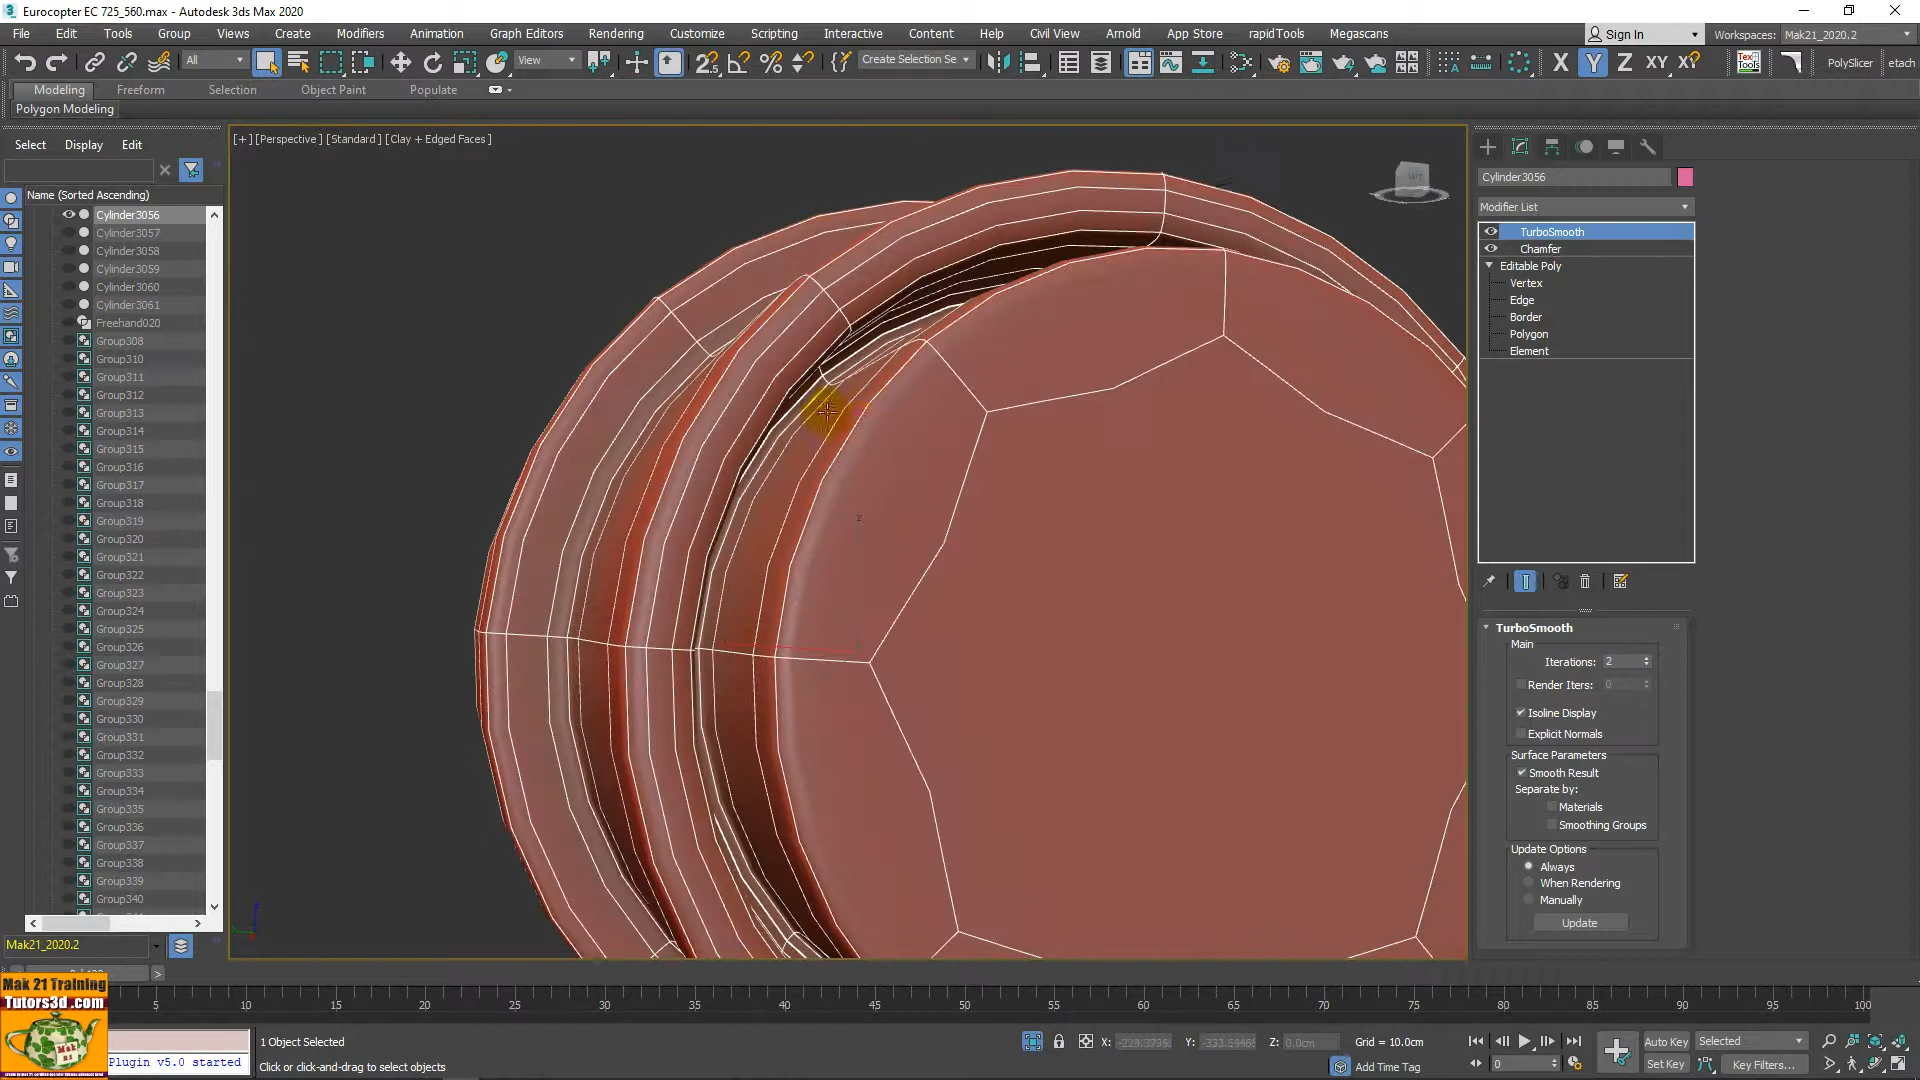 Eurocopter EC 725_560.max - Autodesk 3ds Max 2020
File Edit Tools Group Views Create Modifiers Animation Graph Editors Rendering Customize Scripting Interactive Content Help Civil View Arnold App Store rapidTools Megascans
Sign In Workspaces: Mak21_2020.2
All View Create Selection Se X Y Z XY XY Tex Tools PolySlicer etach
Modeling Freeform Selection Object Paint Populate
Polygon Modeling
Select Display Edit
[+] [Perspective ] [Standard ] [Clay + Edged Faces ]
Name (Sorted Ascending)
Cylinder3056
Cylinder3057
Cylinder3058
Cylinder3059
Cylinder3060
Cylinder3061
Freehand020
Group308
Group310
Group311
Group312
Group313
Group314
Group315
Group316
Group317
Group318
Group319
Group320
Group321
Group322
Group323
Group324
Group325
Group326
Group327
Group328
Group329
Group330
Group331
Group332
Group333
Group334
Group335
Group336
Group337
Group338
Group339
Group340
Mak21_2020.2
Cylinder3056
Modifier List
TurboSmooth
Chamfer
Editable Poly
Vertex
Edge
Border
Polygon
Element
TurboSmooth
Main
Iterations: 2
Render Iters: 0
Isoline Display
Explicit Normals
Surface Parameters
Smooth Result
Separate by:
Materials
Smoothing Groups
Update Options
Always
When Rendering
Manually
Update
Mak 21 Training
Tutors3d .com
Mak
21
5 10 15 20 25 30 35 40 45 50 55 60 65 70 75 80 85 90 95 100
Plugin v5.0 started
1 Object Selected
Click or click-and-drag to select objects
X: Y: Z: 0.0cm Grid = 10.0cm
Add Time Tag
Auto Key Selected
0 Set Key Key Filters...